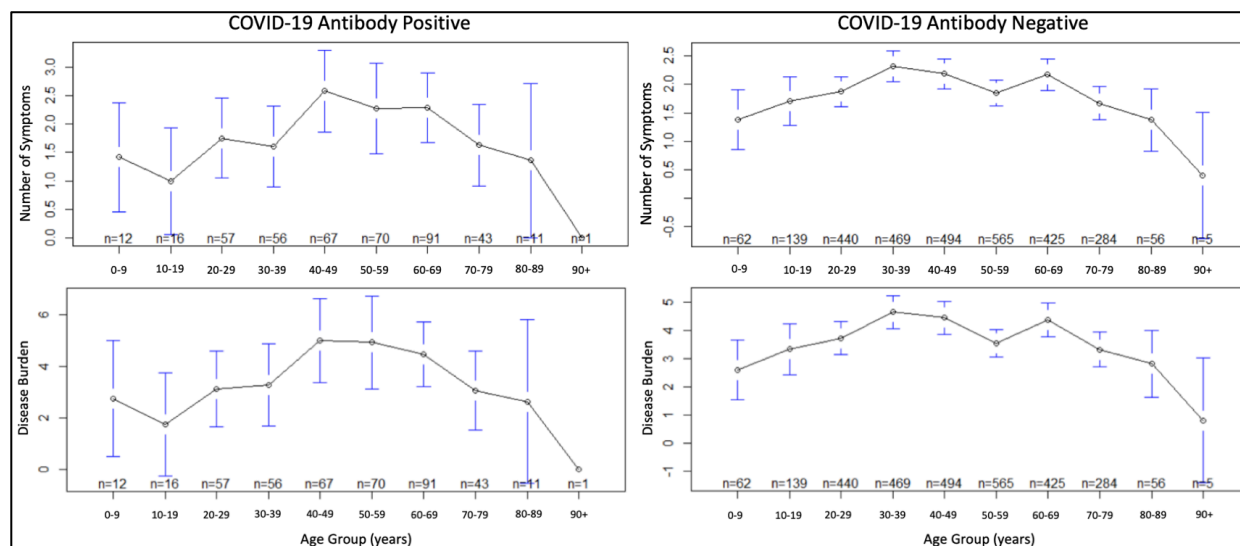 COVID-19 Antibody Positive
COVID-19 Antibody Negative
Number of Symptoms
3.0
2.5
2.0
1.5
1.0
0.5
0.0
n=12 n=16 n=57 n=56 n=67 n=70 n=91 n=43 n=11 n=1
0-9 10-19 20-29 30-39 40-49 50-59 60-69 70-79 80-89 90+
Number of Symptoms
2.5
2.0
1.5
1.0
0.5
-0.5
n=62 n=139 n=440 n=469 n=494 n=565 n=425 n=284 n=56 n=5
0-9 10-19 20-29 30-39 40-49 50-59 60-69 70-79 80-89 90+
Disease Burden
6
4
2
0
n=12 n=16 n=57 n=56 n=67 n=70 n=91 n=43 n=11 n=1
0-9 10-19 20-29 30-39 40-49 50-59 60-69 70-79 80-89 90+
Age Group (years)
Disease Burden
5
4
3
2
1
0
-1
n=62 n=139 n=440 n=469 n=494 n=565 n=425 n=284 n=56 n=5
0-9 10-19 20-29 30-39 40-49 50-59 60-69 70-79 80-89 90+
Age Group (years)